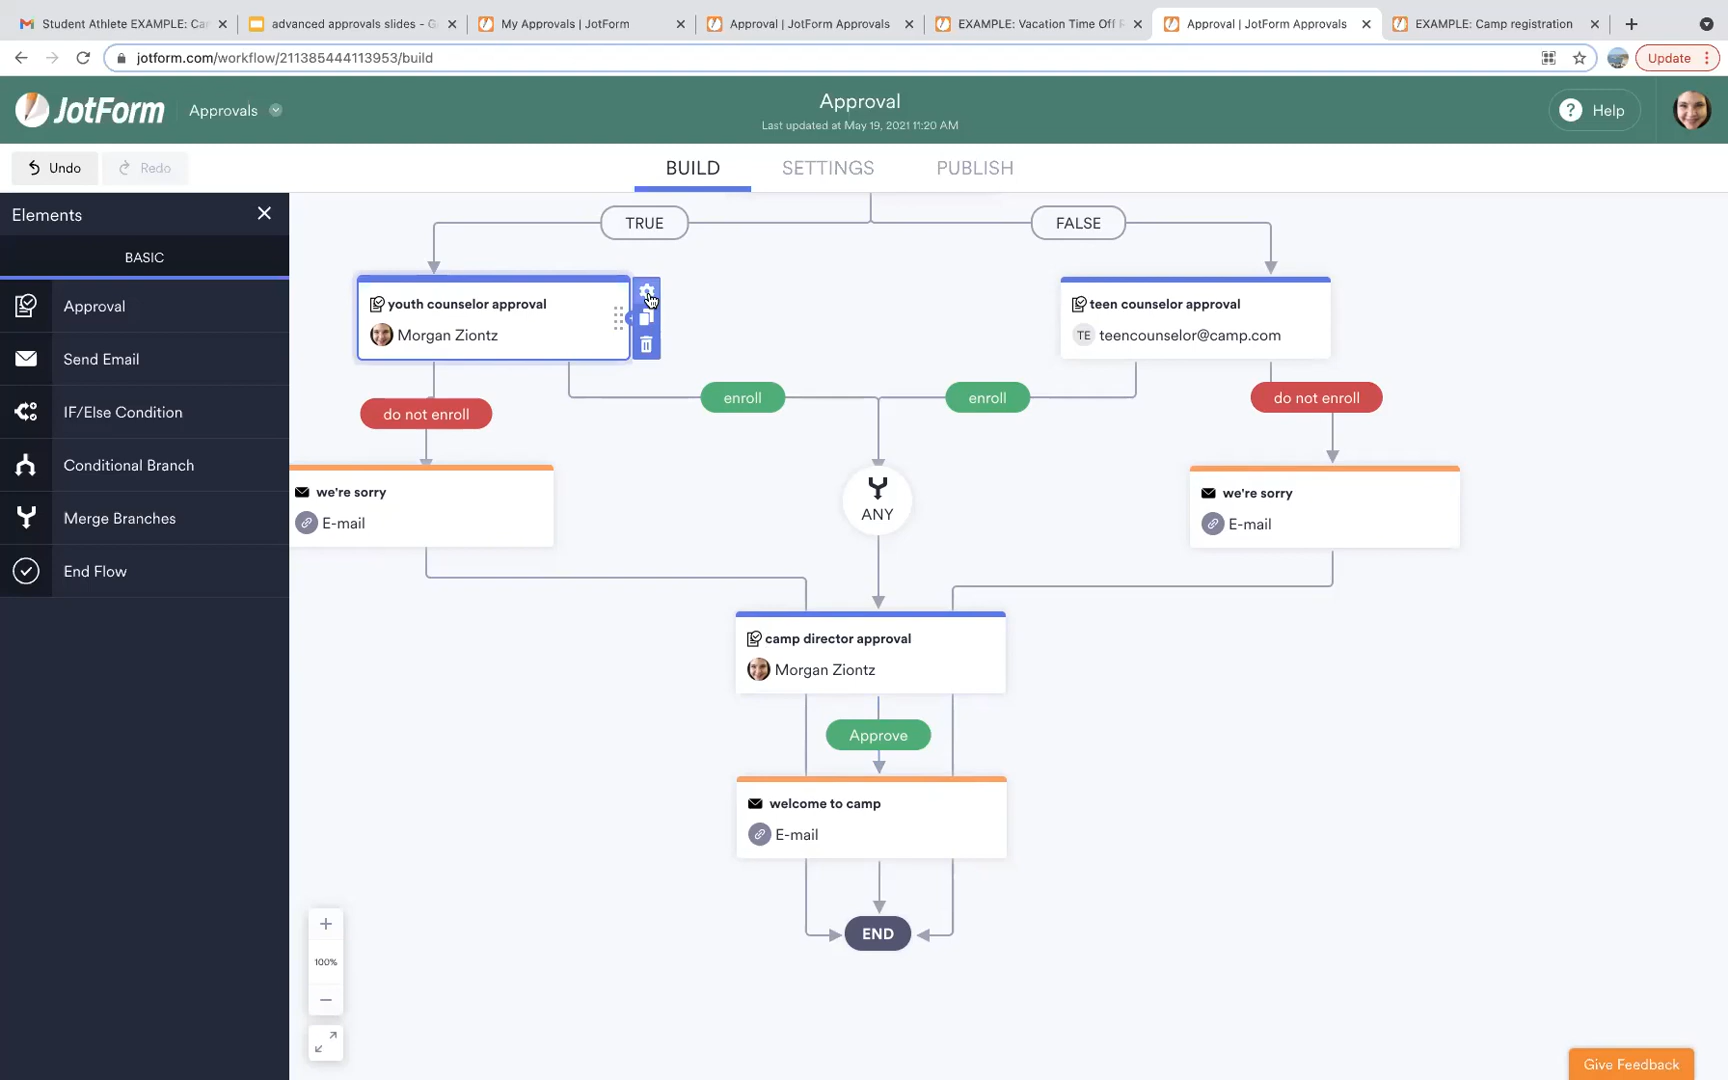 Student Athlete EXAMPLE: Ca
advanced approvals slides - G
My Approvals | JotForm
Approval | JotForm Approvals
EXAMPLE: Vacation Time Off R
Approval | JotForm Approvals
EXAMPLE: Camp registration
jotform.com/workflow/211385444113953/build
Update
JotForm
Approvals
Approval
Last updated at May 19, 2021 11:20 AM
? Help
Undo
Redo
BUILD
SETTINGS
PUBLISH
Elements
BASIC
Approval
Send Email
IF/Else Condition
Conditional Branch
Merge Branches
End Flow
TRUE
FALSE
youth counselor approval
Morgan Ziontz
teen counselor approval
TE teencounselor@camp.com
do not enroll
enroll
enroll
do not enroll
we're sorry
E-mail
ANY
we're sorry
E-mail
camp director approval
Morgan Ziontz
Approve
welcome to camp
E-mail
END
100%
Give Feedback